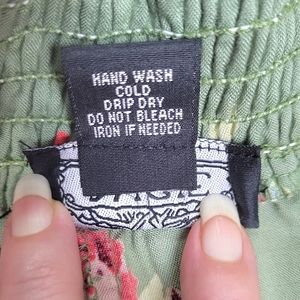 HAND WASH
COLD
DRIP DRY
DO NOT BLEACH
IRON IF NEEDED